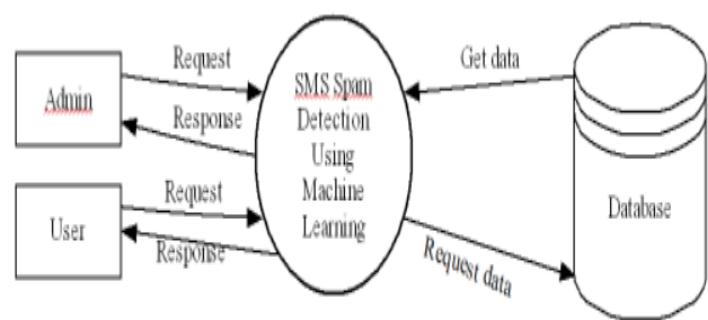 Admin
Request
Response
User
Request
Response
SMS Spam
Detection
Using
Machine
Learning
Get data
Request data
Database